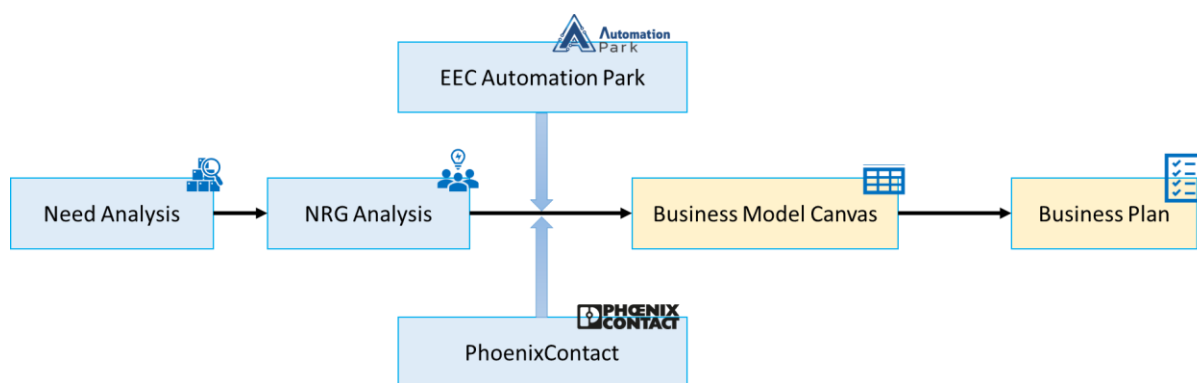 Automation
Park
EEC Automation Park
Need Analysis
NRG Analysis
Business Model Canvas
Business Plan
PHŒNIX
CONTACT
PhoenixContact